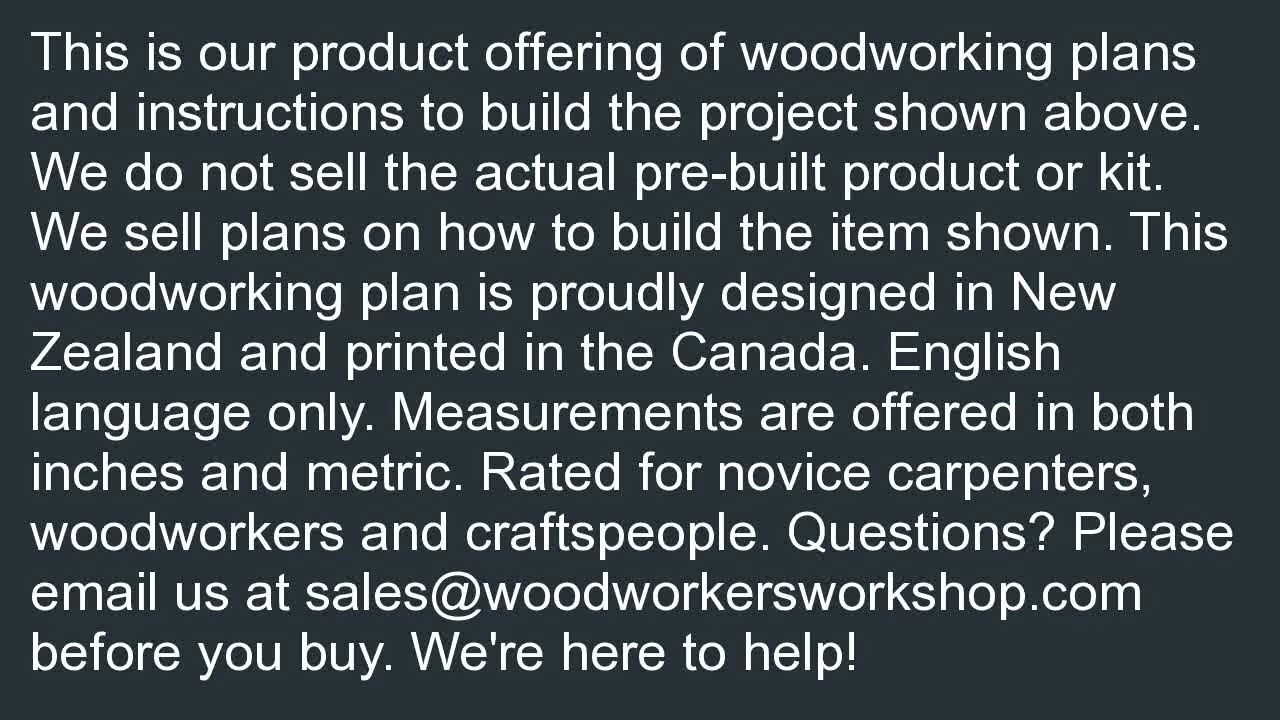 This is our product offering of woodworking plans
and instructions to build the project shown above.
We do not sell the actual pre-built product or kit.
We sell plans on how to build the item shown. This
woodworking plan is proudly designed in New
Zealand and printed in the Canada. English
language only. Measurements are offered in both
inches and metric. Rated for novice carpenters,
woodworkers and craftspeople. Questions? Please
email us at sales@woodworkersworkshop.com
before you buy. We're here to help!